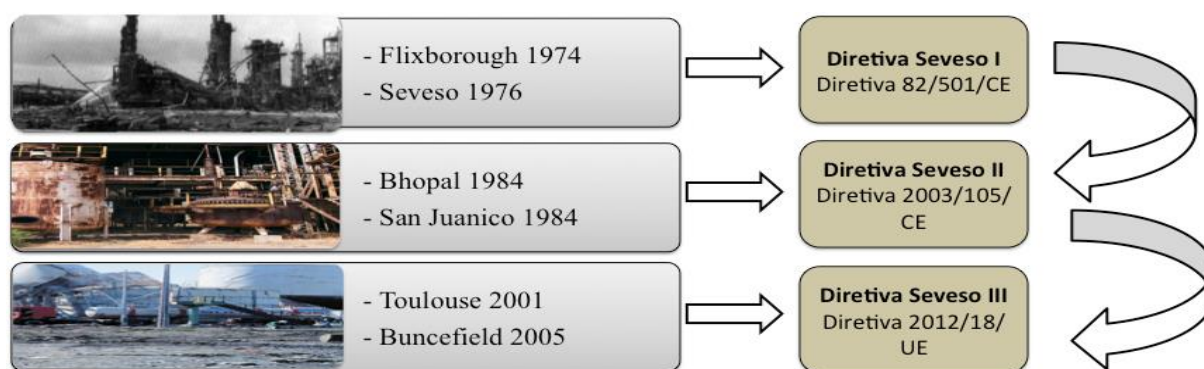 - Flixborough 1974
- Seveso 1976
Diretiva Seveso I
Diretiva 82/501/CE
- Bhopal 1984
- San Juanico 1984
Diretiva Seveso II
Diretiva 2003/105/
CE
- Toulouse 2001
- Buncefield 2005
Diretiva Seveso III
Diretiva 2012/18/
UE